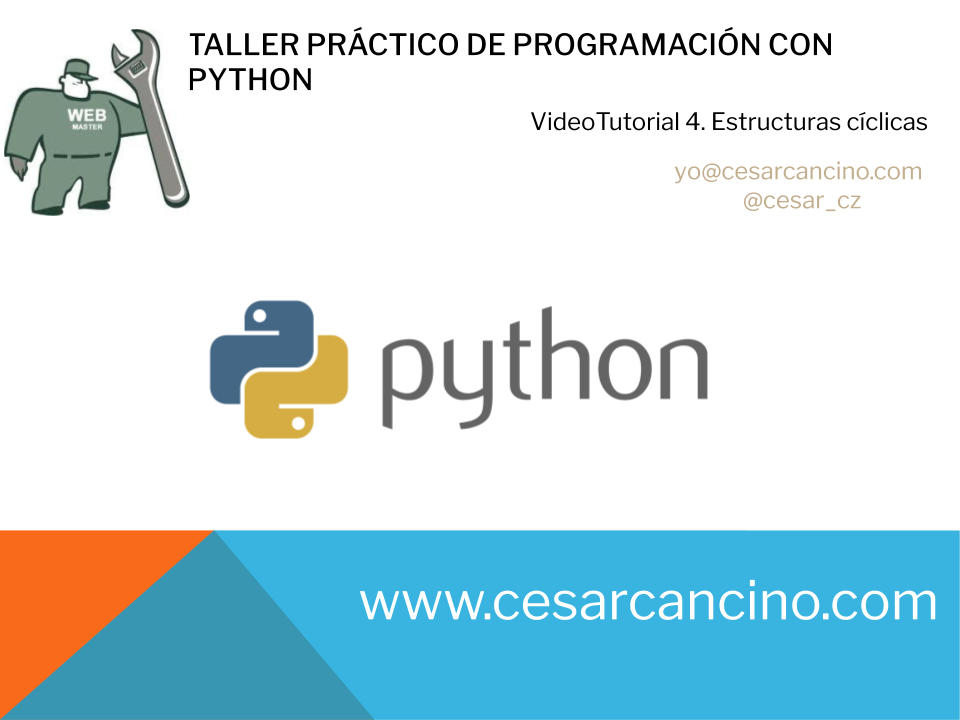 TALLER PRÁCTICO DE PROGRAMACIÓN CON
PYTHON
VideoTutorial 4. Estructuras cíclicas
yo@cesarcancino.com
@cesar_cz
WEB
MASTER
python
www.cesarcancino.com